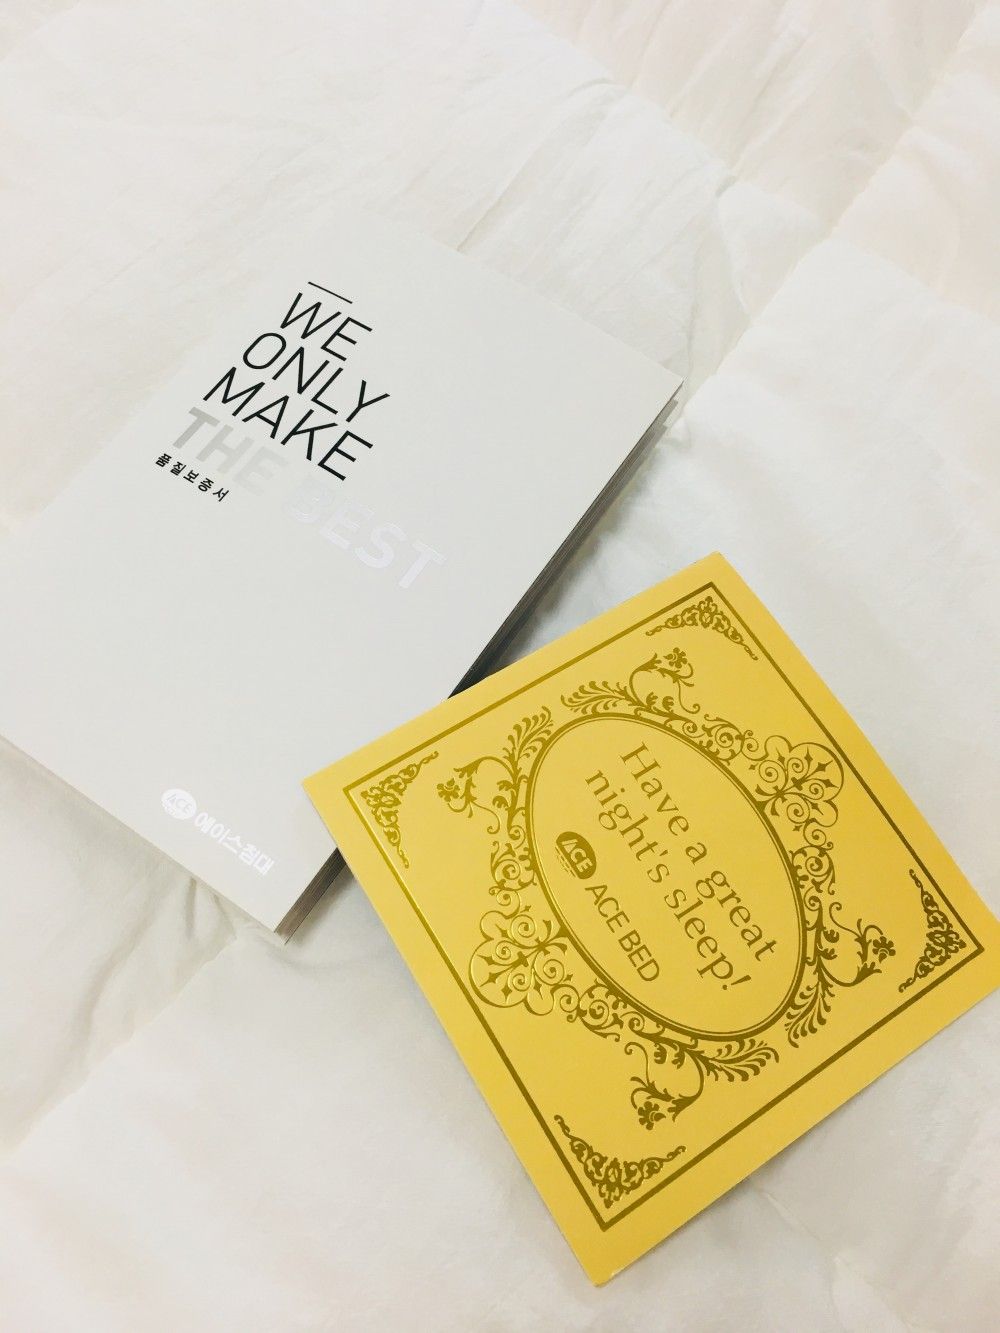 WE
ONLY
MAKE
THE BEST
품질보증서
ACE 에이스침대
Have a great
night's sleep!
ACE ACE BED